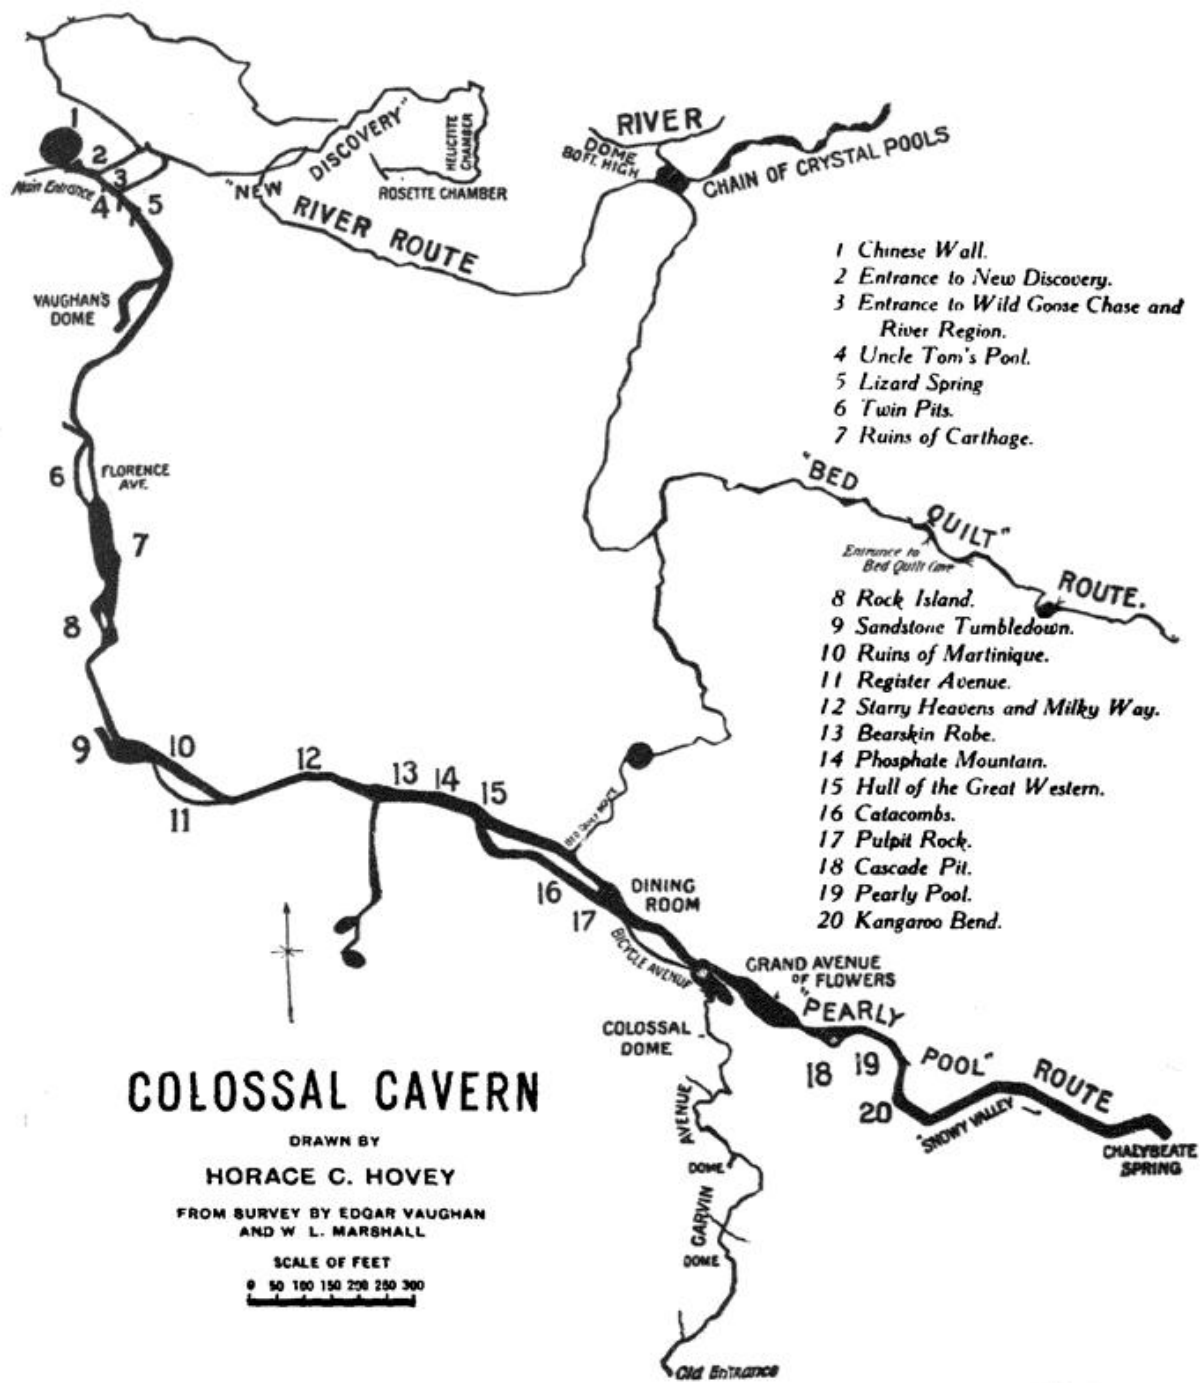 1
2
Main Entrance
3
4
5
"NEW
DISCOVERY"
HELICTITE
CHAMBER
ROSETTE CHAMBER
RIVER ROUTE
RIVER
DOME
80 FT. HIGH
CHAIN OF CRYSTAL POOLS
VAUGHAN'S
DOME
1 Chinese Wall.
2 Entrance to New Discovery.
3 Entrance to Wild Goose Chase and
River Region.
4 Uncle Tom's Pool.
5 Lizard Spring
6 Twin Pits.
7 Ruins of Carthage.
6
FLORENCE
AVE.
7
8
"BED
QUILT"
ROUTE.
Entrance to
Bed Quilt Cave
8 Rock Island.
9 Sandstone Tumbledown.
10 Ruins of Martinique.
11 Register Avenue.
12 Starry Heavens and Milky Way.
13 Bearskin Robe.
14 Phosphate Mountain.
15 Hull of the Great Western.
16 Catacombs.
17 Pulpit Rock.
18 Cascade Pit.
19 Pearly Pool.
20 Kangaroo Bend.
9
10
11
12
13
14
15
BED QUILT ROUTE
16
17
DINING
ROOM
BICYCLE AVENUE
GRAND AVENUE
OF FLOWERS
"PEARLY
POOL"
ROUTE
COLOSSAL
DOME
18
19
20
"SNOWY VALLEY"
CHALYBEATE
SPRING
AVENUE
DOME
GARVIN
DOME
Old ENTRANCE
COLOSSAL CAVERN
DRAWN BY
HORACE C. HOVEY
FROM SURVEY BY EDGAR VAUGHAN
AND W. L. MARSHALL
SCALE OF FEET
0 50 100 150 200 250 300